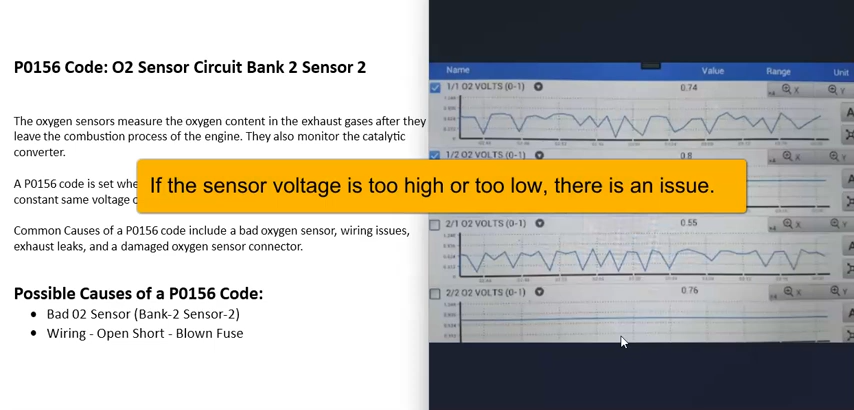 P0156 Code: O2 Sensor Circuit Bank 2 Sensor 2
The oxygen sensors measure the oxygen content in the exhaust gases after they
leave the combustion process of the engine. They also monitor the catalytic
converter.
A P0156 code is set whe
constant same voltage
Common Causes of a P0156 Code include a bad oxygen sensor, wiring issues,
exhaust leaks, and a damaged oxygen sensor connector.
Possible Causes of a P0156 Code:
• Bad 02 Sensor (Bank-2 Sensor-2)
• Wiring - Open Short - Blown Fuse
If the sensor voltage is too high or too low, there is an issue.
Name Value Range Unit
1/1 O2 VOLTS (0-1) 0.74 X Y
1/2 O2 VOLTS (0-1) 0.8 X Y
2/1 O2 VOLTS (0-1) 0.55 X Y
2/2 O2 VOLTS (0-1) 0.76 X Y